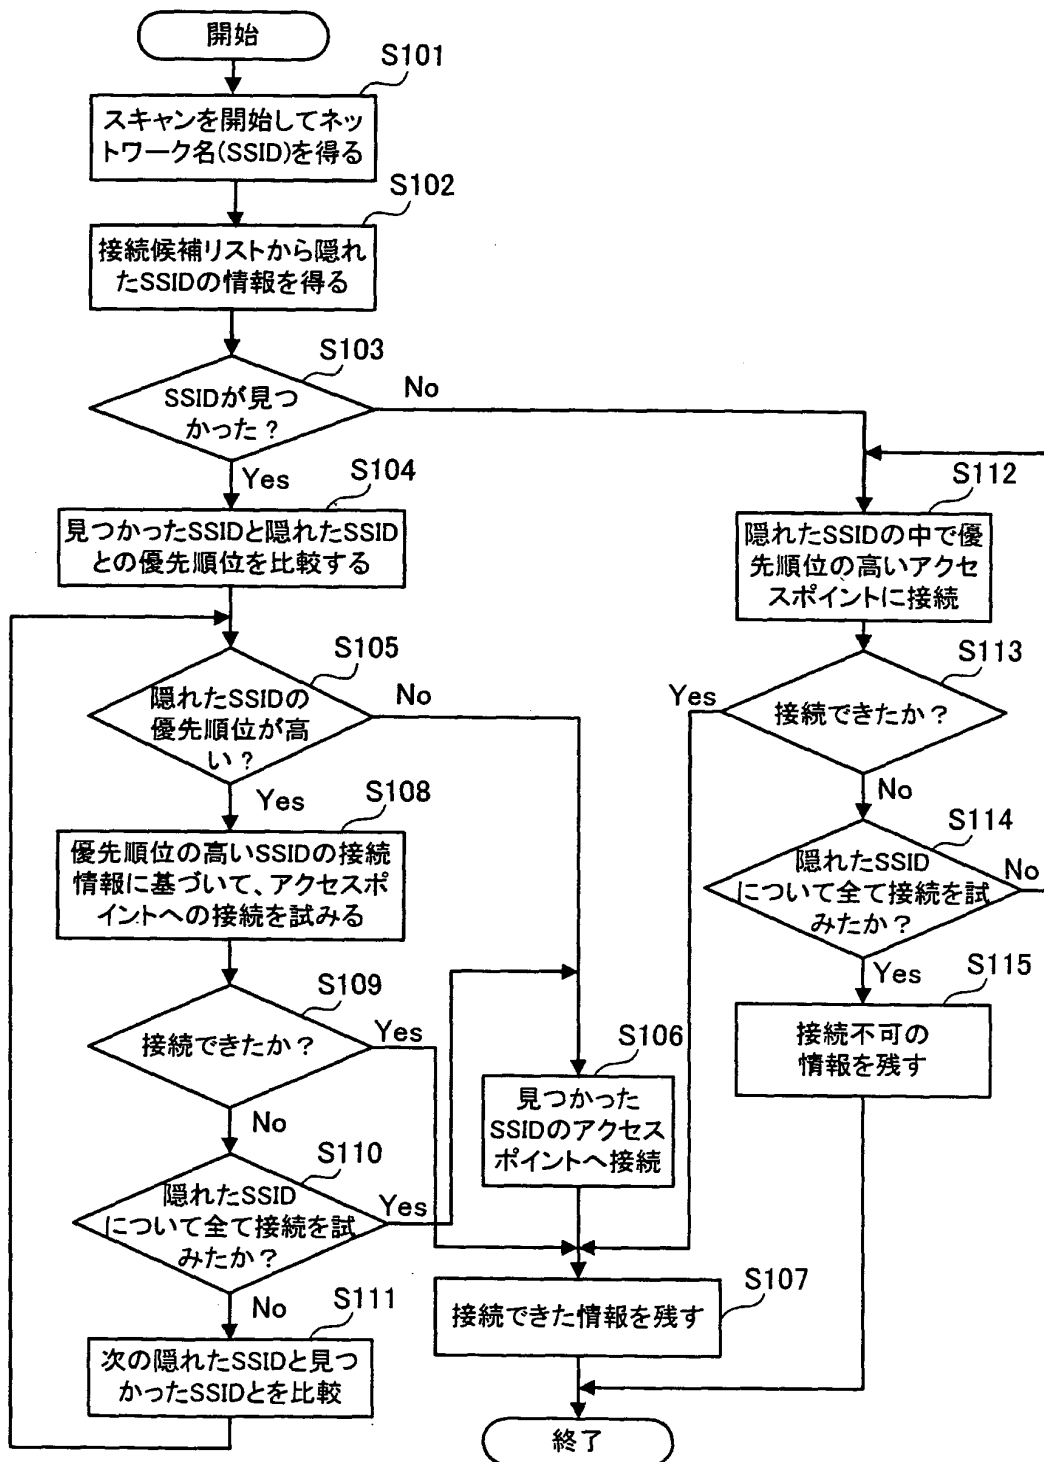 開始
S101
スキャンを開始してネッ
トワーク名(SSID)を得る
S102
接続候補リストから隠れ
たSSIDの情報を得る
S103
SSIDが見つ
かった？
No
Yes
S104
見つかったSSIDと隠れたSSID
との優先順位を比較する
S105
隠れたSSIDの
優先順位が高
い？
No
Yes
S108
優先順位の高いSSIDの接続
情報に基づいて、アクセスポ
イントへの接続を試みる
S109
接続できたか？
Yes
No
S110
隠れたSSID
について全て接続を試
みたか？
Yes
No
S111
次の隠れたSSIDと見つ
かったSSIDとを比較
S106
見つかった
SSIDのアクセス
ポイントへ接続
S107
接続できた情報を残す
終了
S112
隠れたSSIDの中で優
先順位の高いアクセ
スポイントに接続
S113
接続できたか？
Yes
No
S114
隠れたSSID
について全て接続を試
みたか？
No
Yes
S115
接続不可の
情報を残す